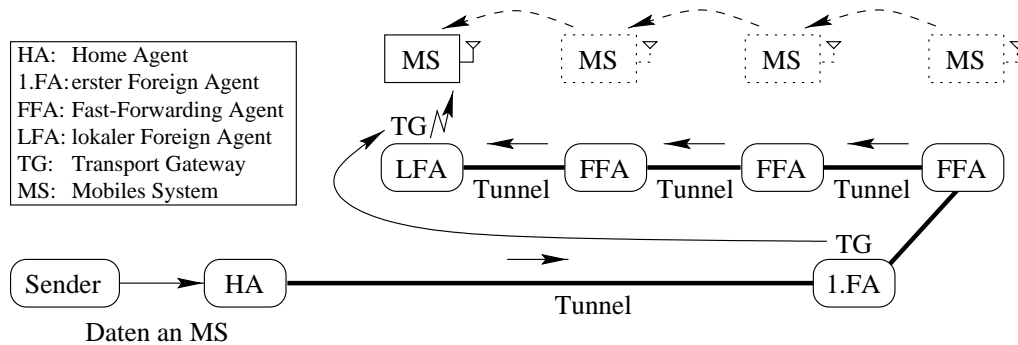 HA: Home Agent
1.FA: erster Foreign Agent
FFA: Fast-Forwarding Agent
LFA: lokaler Foreign Agent
TG: Transport Gateway
MS: Mobiles System
MS MS MS MS
TG
LFA FFA FFA FFA
Tunnel Tunnel Tunnel
TG
Sender HA 1.FA
Tunnel
Daten an MS